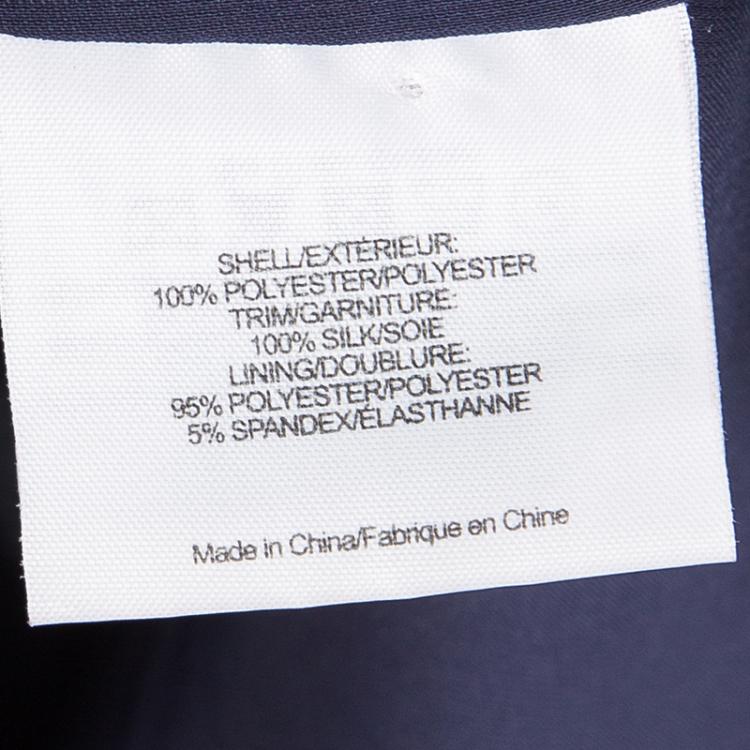 SHELL/EXTÉRIEUR:
100% POLYESTER/POLYESTER
TRIM/GARNITURE:
100% SILK/SOIE
LINING/DOUBLURE:
95% POLYESTER/POLYESTER
5% SPANDEX/ÉLASTHANNE
Made in China/Fabrique en Chine